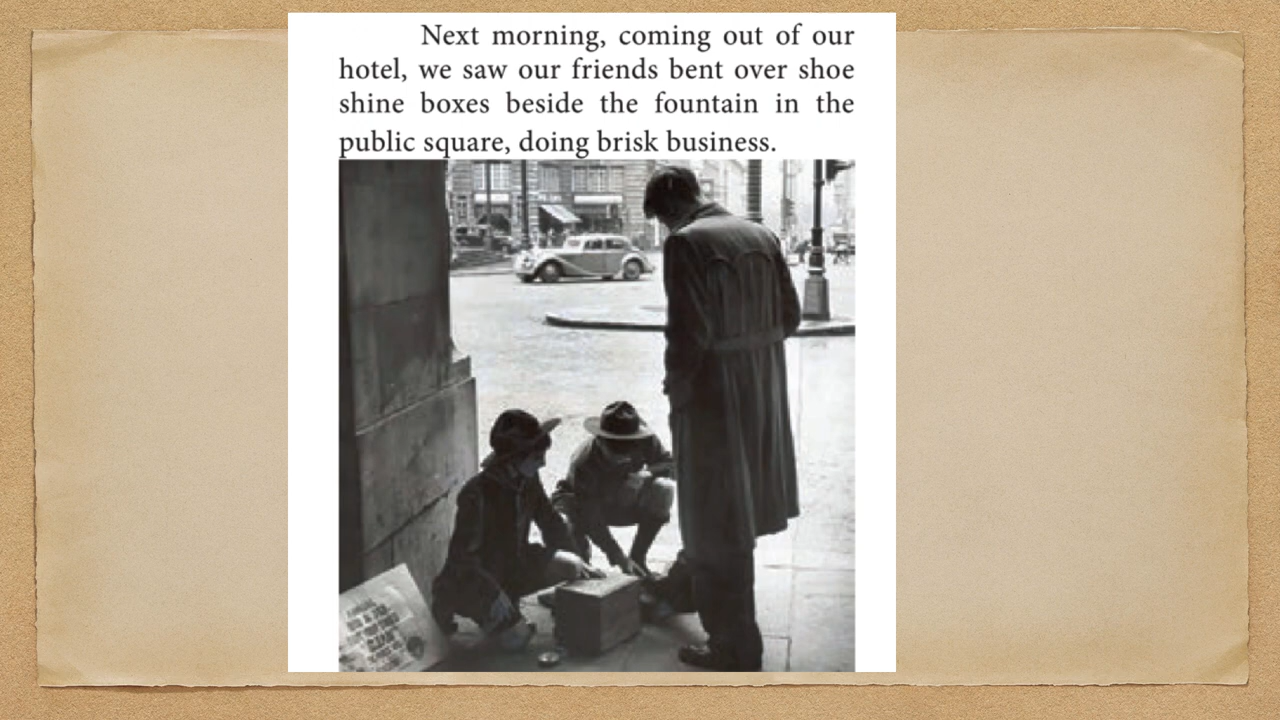 Next morning, coming out of our
hotel, we saw our friends bent over shoe
shine boxes beside the fountain in the
public square, doing brisk business.